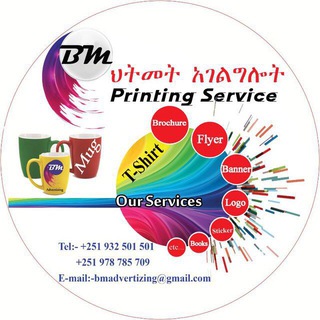 BM
ህትመት አገልግሎት
Printing Service
Brochure
Flyer
Banner
Logo
Sticker
Books
etc...
T-Shirt
Mug
BM
Advertizing
Our Services
Tel:- +251 932 501 501
+251 978 785 709
E-mail:-bmadvertizing@gmail.com